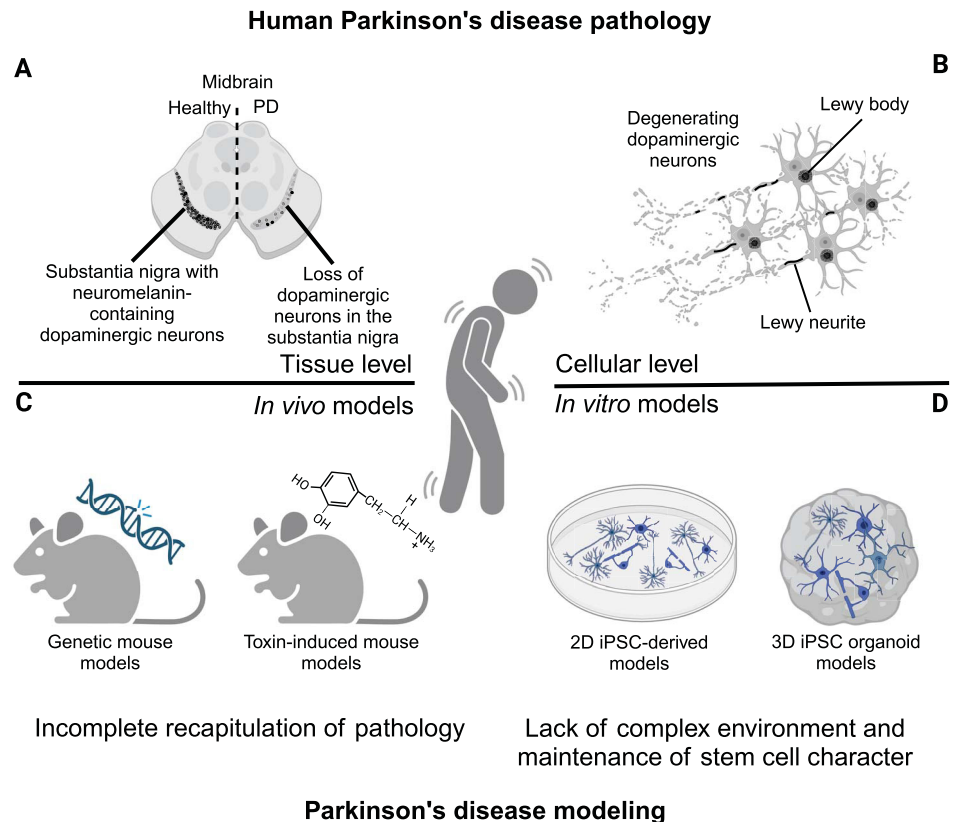 Human Parkinson's disease pathology
A
Midbrain
Healthy PD
Substantia nigra with
neuromelanin-
containing
dopaminergic neurons
Loss of
dopaminergic
neurons in the
substantia nigra
Tissue level
B
Degenerating
dopaminergic
neurons
Lewy body
Lewy neurite
Cellular level
C
In vivo models
HO
OH
CH2
H
CH
NH3
+
Genetic mouse
models
Toxin-induced mouse
models
Incomplete recapitulation of pathology
In vitro models
D
2D iPSC-derived
models
3D iPSC organoid
models
Lack of complex environment and
maintenance of stem cell character
Parkinson's disease modeling